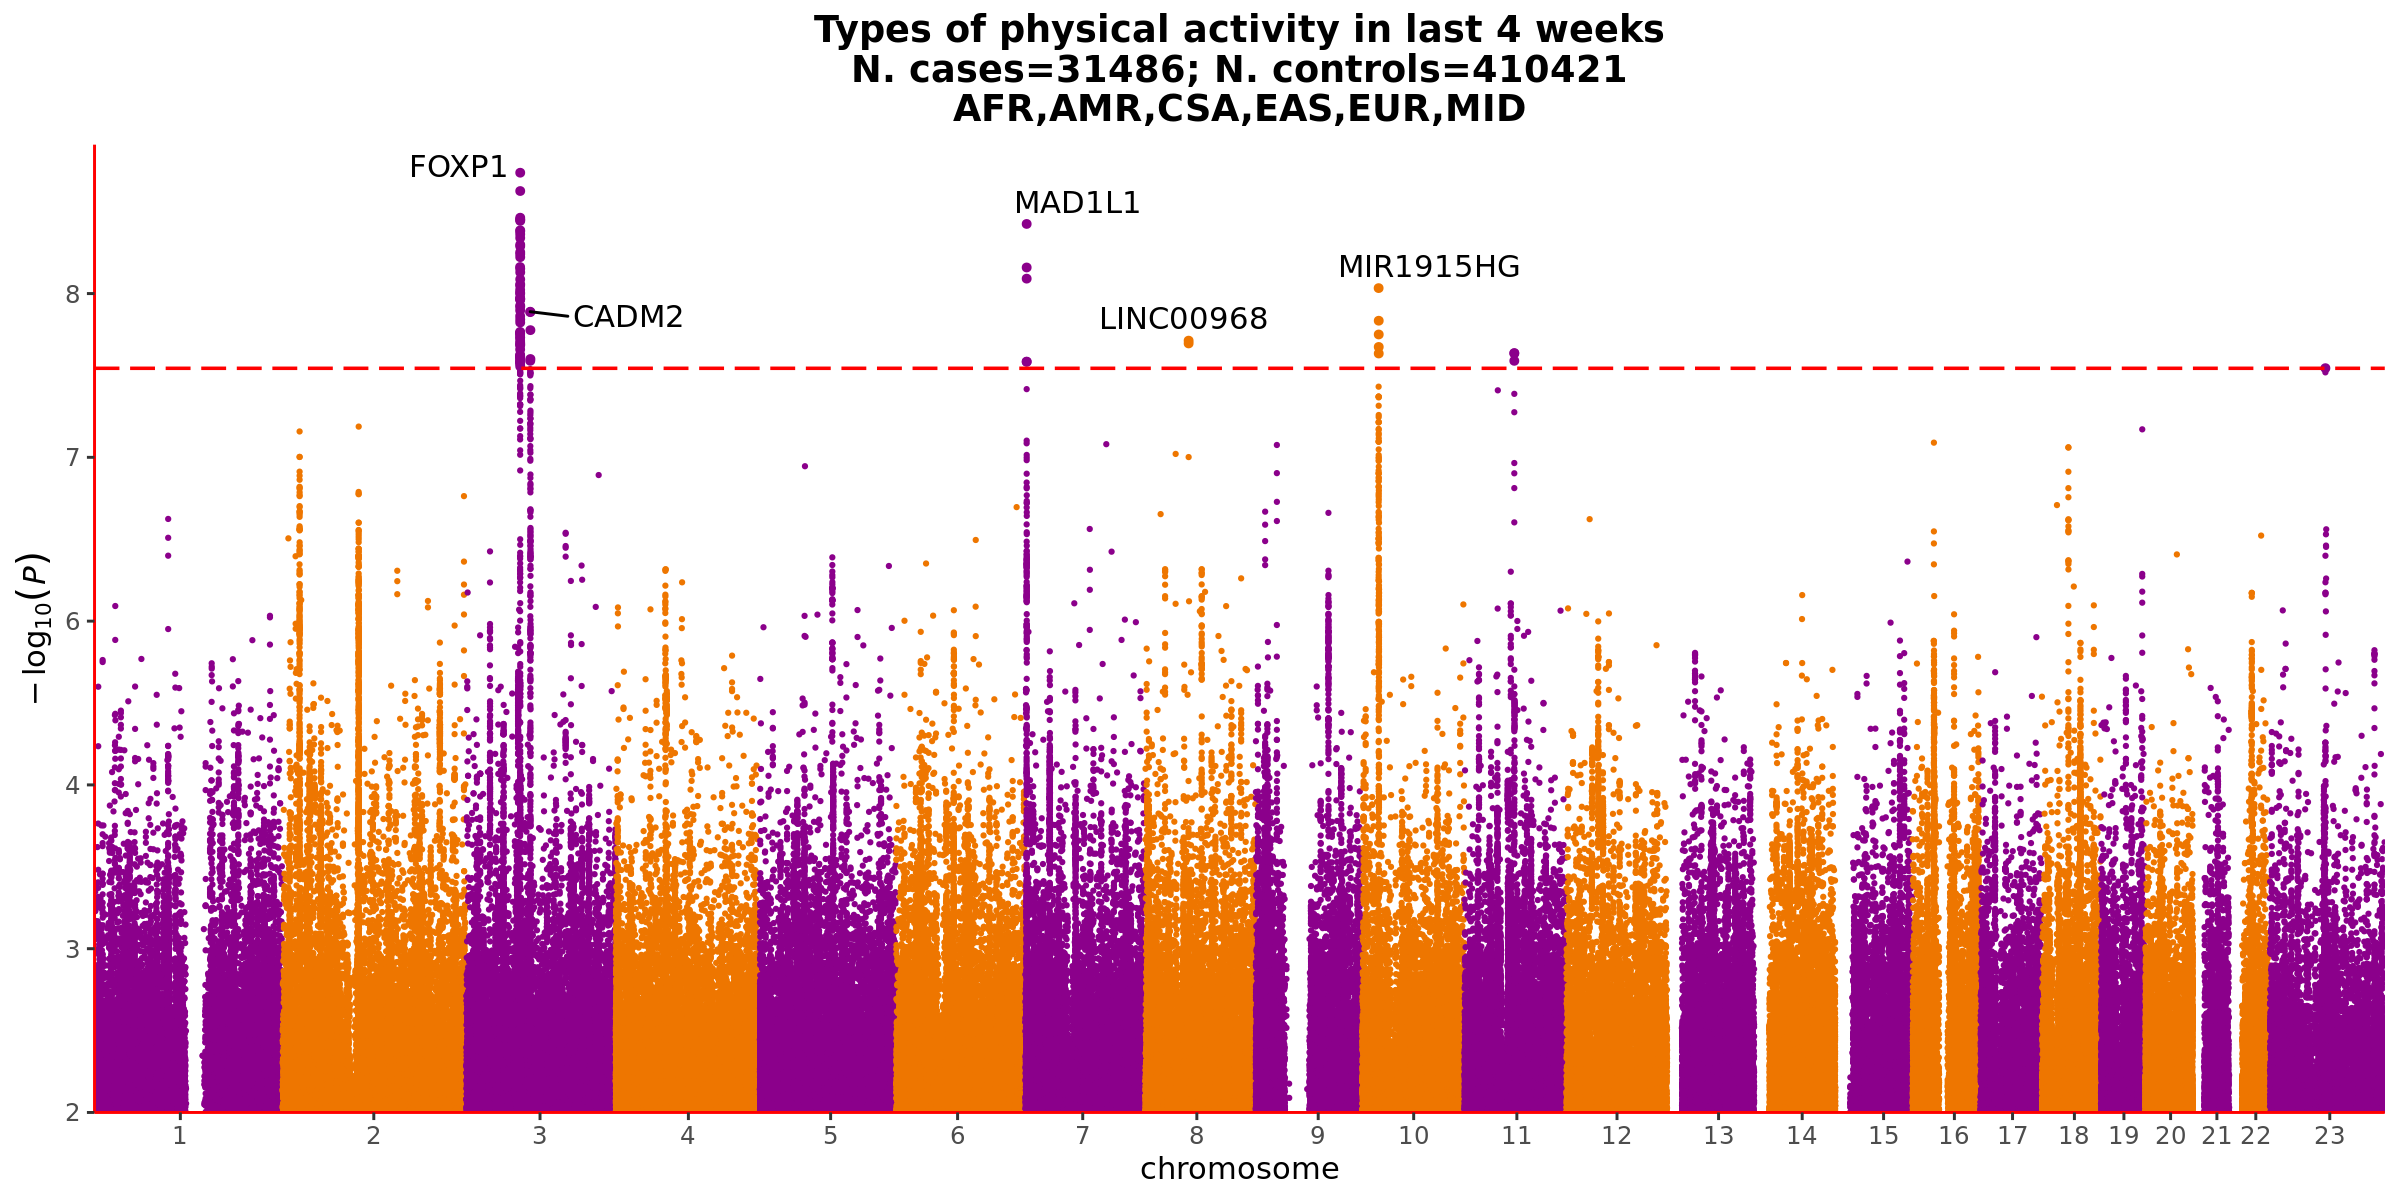 Types of physical activity in last 4 weeks
N. cases=31486; N. controls=410421
AFR,AMR,CSA,EAS,EUR,MID
FOXP1
MAD1L1
MIR1915HG
CADM2
LINC00968
−log10(P)
8
7
6
4
3
2
1 2 3 4 5 6 7 8 9 10 11 12 13 14 15 16 17 18 19 20 21 22 23
chromosome